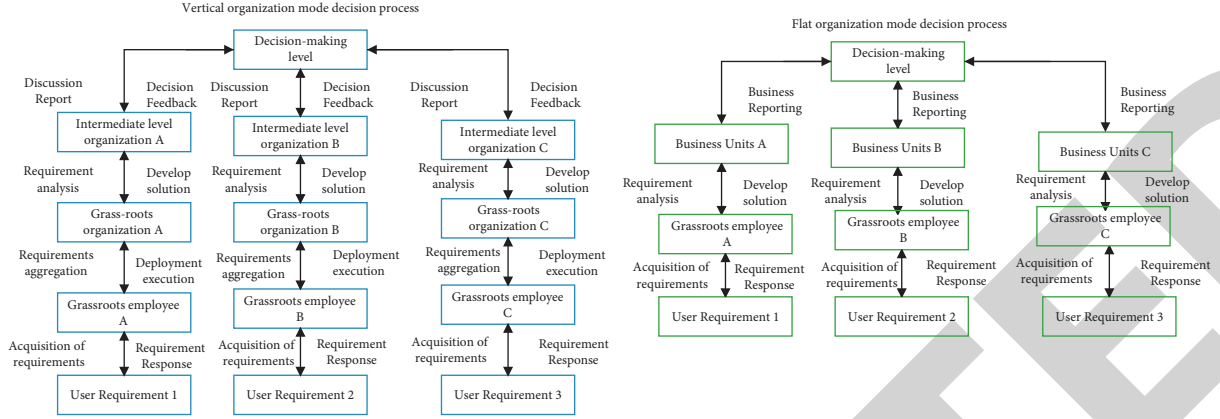 Vertical organization mode decision process
Decision-making
level
Discussion
Report
Decision
Feedback
Discussion
Report
Decision
Feedback
Discussion
Report
Decision
Feedback
Intermediate level
organization A
Intermediate level
organization B
Intermediate level
organization C
Requirement
analysis
Develop
solution
Requirement
analysis
Develop
solution
Requirement
analysis
Develop
solution
Grass-roots
organization A
Grass-roots
organization B
Grass-roots
organization C
Requirements
aggregation
Deployment
execution
Requirements
aggregation
Deployment
execution
Requirements
aggregation
Deployment
execution
Grassroots employee
A
Grassroots employee
B
Grassroots employee
C
Acquisition of
requirements
Requirement
Response
Acquisition of
requirements
Requirement
Response
Acquisition of
requirements
Requirement
Response
User Requirement 1
User Requirement 2
User Requirement 3
Flat organization mode decision process
Decision-making
level
Business
Reporting
Business
Reporting
Business
Reporting
Business Units A
Business Units B
Business Units C
Requirement
analysis
Develop
solution
Requirement
analysis
Develop
solution
Requirement
analysis
Develop
solution
Grassroots employee
A
Grassroots employee
B
Grassroots employee
C
Acquisition of
requirements
Requirement
Response
Acquisition of
requirements
Requirement
Response
Acquisition of
requirements
Requirement
Response
User Requirement 1
User Requirement 2
User Requirement 3